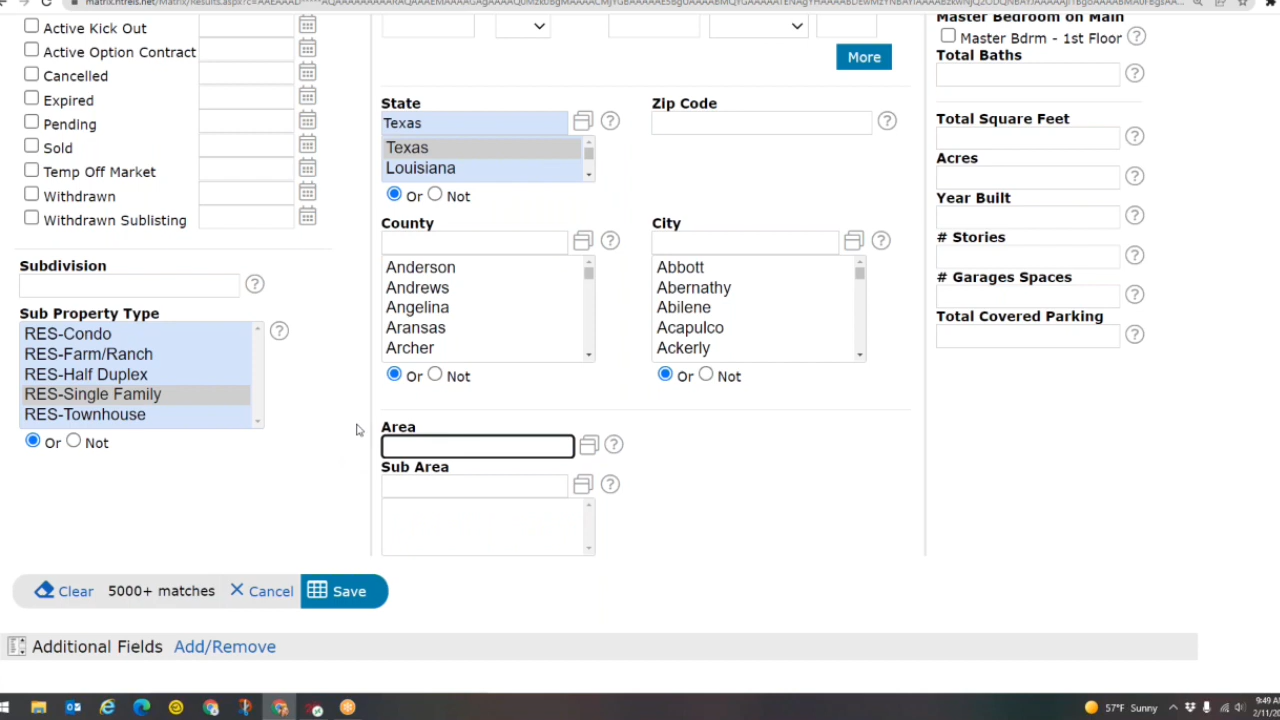 Active Kick Out
Active Option Contract
Cancelled
Expired
Pending
Sold
Temp Off Market
Withdrawn
Withdrawn Sublisting
Subdivision
?
Sub Property Type
RES-Condo
?
RES-Farm/Ranch
RES-Half Duplex
RES-Single Family
RES-Townhouse
Or Not
More
State
Texas
?
Texas
Louisiana
Or Not
Zip Code
?
County
?
Anderson
Andrews
Angelina
Aransas
Archer
Or Not
City
?
Abbott
Abernathy
Abilene
Acapulco
Ackerly
Or Not
Area
?
Sub Area
?
Master Bedroom on Main
Master Bdrm - 1st Floor ?
Total Baths
?
Total Square Feet
?
Acres
?
Year Built
?
# Stories
?
# Garages Spaces
?
Total Covered Parking
?
Clear 5000+ matches Cancel Save
Additional Fields Add/Remove
57°F Sunny
9:49
2/11/20